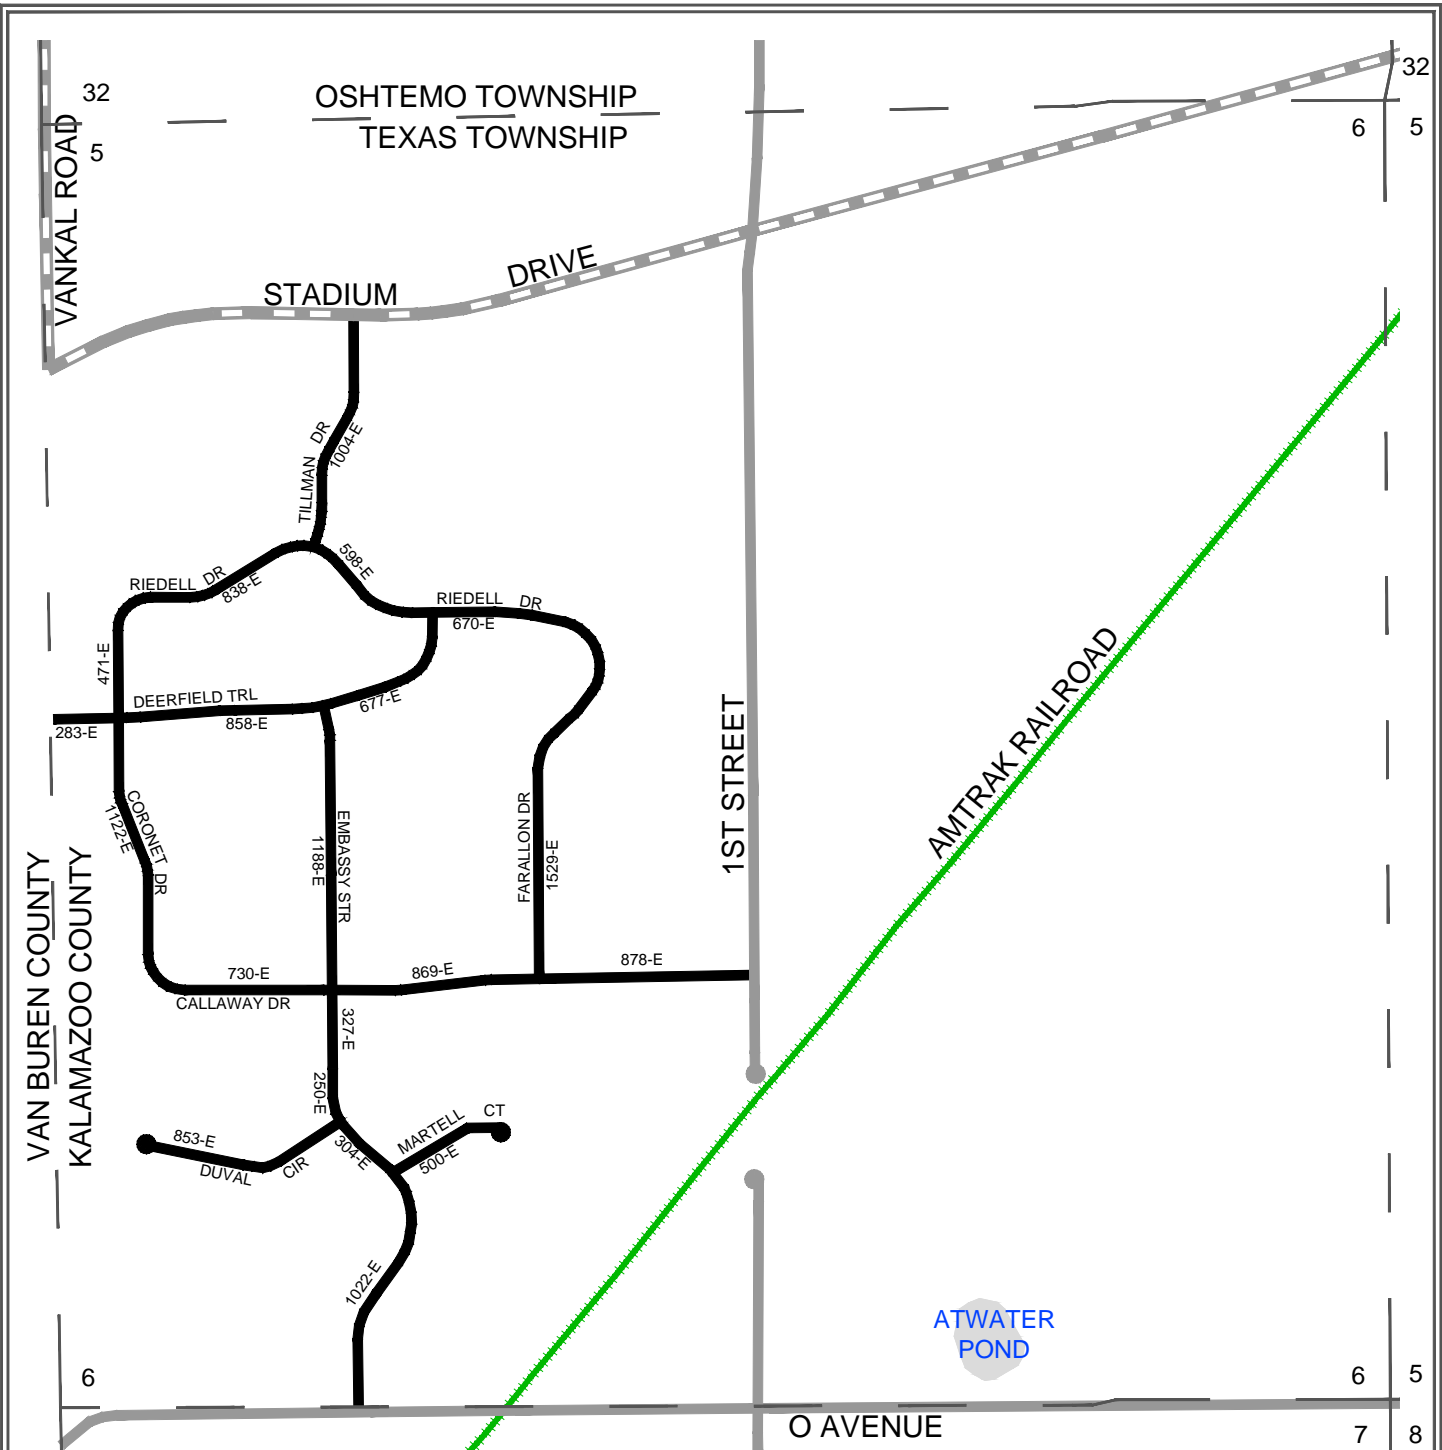 32
OSHTEMO TOWNSHIP
32
TEXAS TOWNSHIP
5
6
5
VANKAL ROAD
STADIUM
DRIVE
TILLMAN DR
1004-E
598-E
RIEDELL DR
838-E
RIEDELL DR
670-E
471-E
DEERFIELD TRL
677-E
283-E
858-E
CORONET DR
1122-E
EMBASSY STR
1188-E
FARALLON DR
1529-E
1ST STREET
AMTRAK RAILROAD
VAN BUREN COUNTY
KALAMAZOO COUNTY
730-E
869-E
878-E
CALLAWAY DR
327-E
250-E
853-E
DUVAL CIR
304-E
MARTELL CT
500-E
1022-E
ATWATER
POND
6
6
5
O AVENUE
7
8